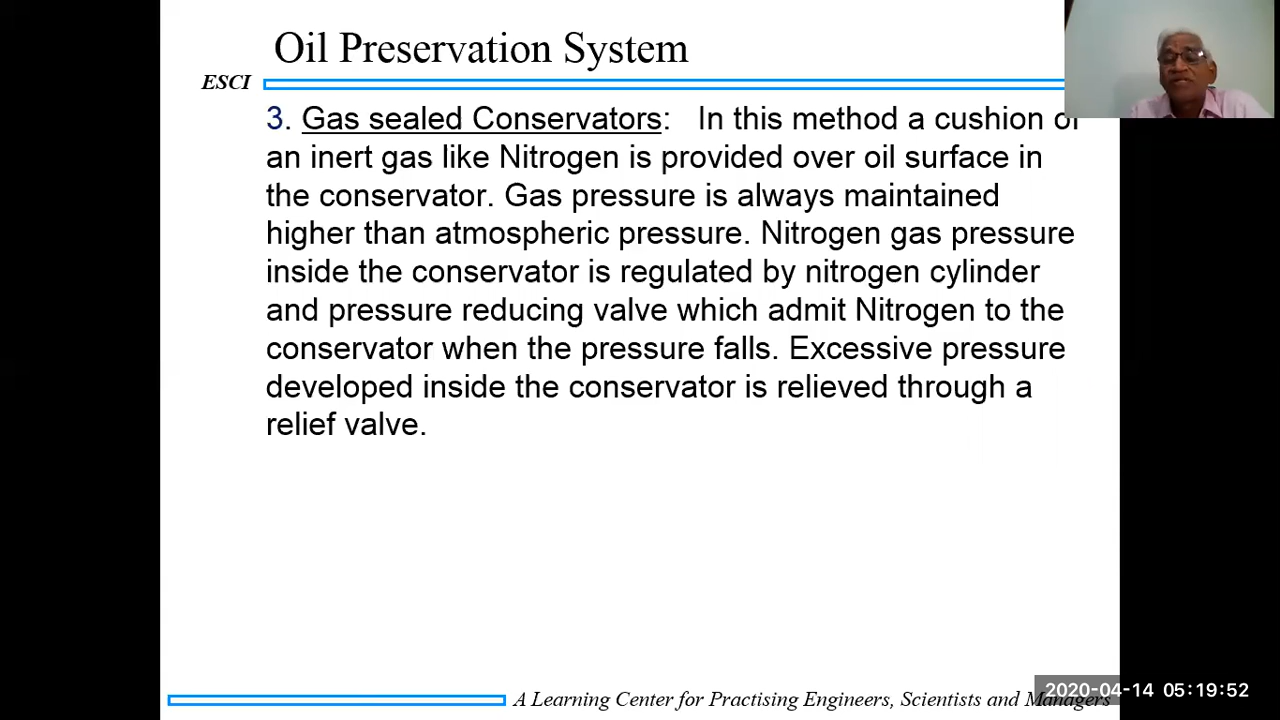 Oil Preservation System
ESCI
3. Gas sealed Conservators: In this method a cushion of
an inert gas like Nitrogen is provided over oil surface in
the conservator. Gas pressure is always maintained
higher than atmospheric pressure. Nitrogen gas pressure
inside the conservator is regulated by nitrogen cylinder
and pressure reducing valve which admit Nitrogen to the
conservator when the pressure falls. Excessive pressure
developed inside the conservator is relieved through a
relief valve.
A Learning Center for Practising Engineers, Scientists and Managers
2020-04-14 05:19:52